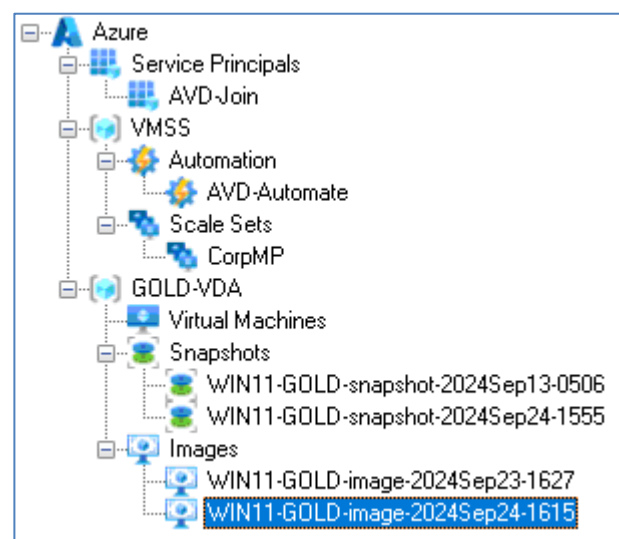 Azure
Service Principals
AVD-Join
VMSS
Automation
AVD-Automate
Scale Sets
CorpMP
GOLD-VDA
Virtual Machines
Snapshots
WIN11-GOLD-snapshot-2024Sep13-0506
WIN11-GOLD-snapshot-2024Sep24-1555
Images
WIN11-GOLD-image-2024Sep23-1627
WIN11-GOLD-image-2024Sep24-1615